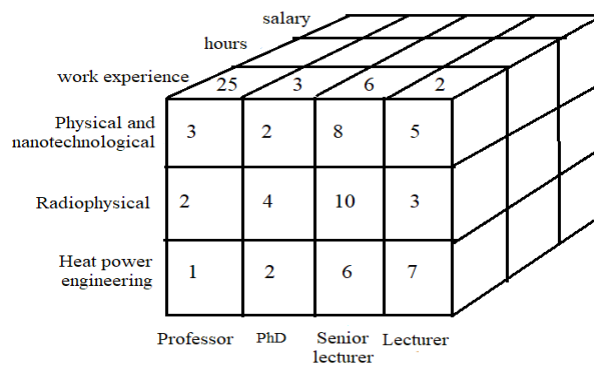 salary
hours
work experience 25 3 6 2
Physical and
nanotechnological 3 2 8 5
Radiophysical 2 4 10 3
Heat power
engineering 1 2 6 7
Professor PhD Senior Lecturer
lecturer